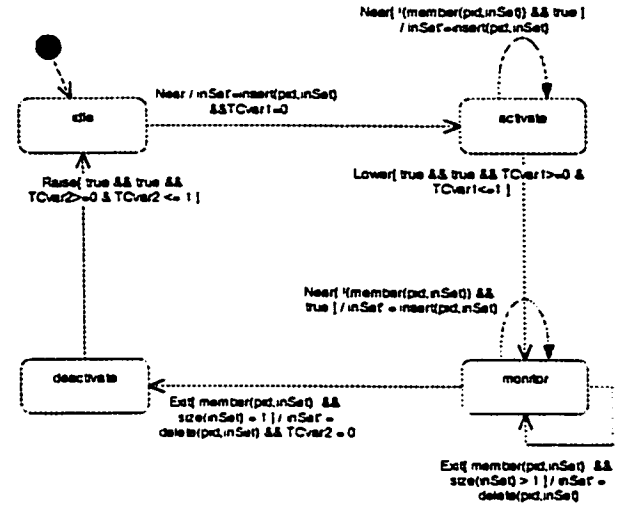 Near[ !(member(pid,inSet) && true ]
/ inSet'=insert(pid,inSet)
Near / inSet'=insert(pid,inSet)
&&TCvar1=0
idle
activate
Raise[ true && true &&
TCvar2>=0 & TCvar2 <= 1 ]
Lower[ true && true && TCvar1>=0 &
TCvar1<=1 ]
Near[ !(member(pid,inSet)) &&
true ] / inSet' = insert(pid,inSet)
deactivate
monitor
Exit[ member(pid,inSet) &&
size(inSet) = 1 ] / inSet' =
delete(pid,inSet) && TCvar2 = 0
Exit[ member(pid,inSet) &&
size(inSet) > 1 ] / inSet' =
delete(pid,inSet)